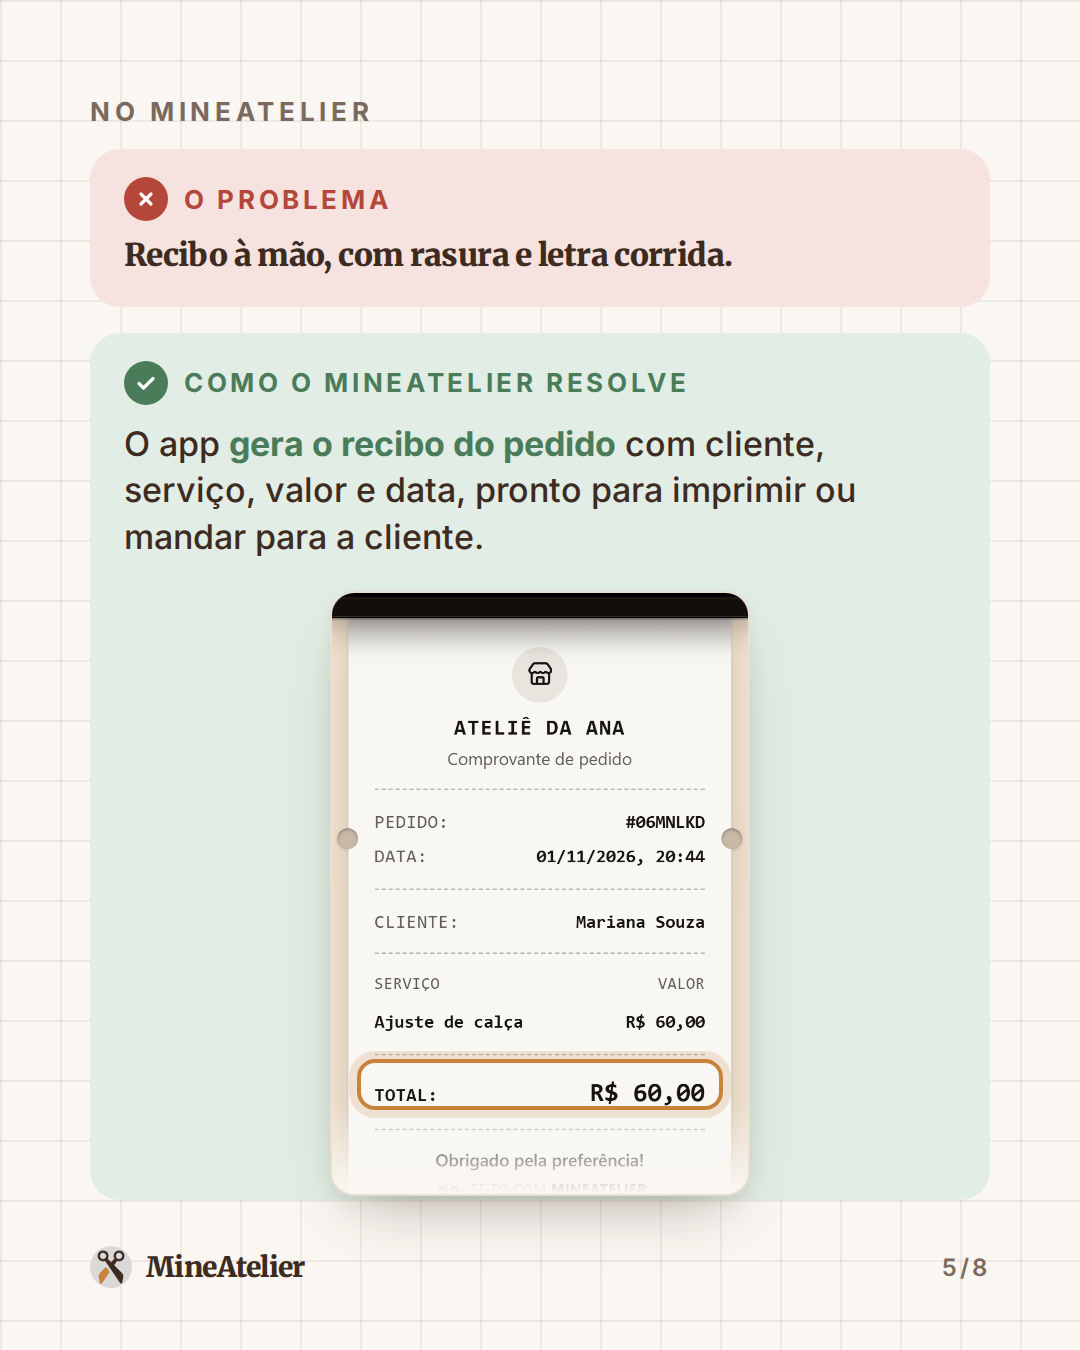 NO MINEATELIER
O PROBLEMA
Recibo à mão, com rasura e letra corrida.
COMO O MINEATELIER RESOLVE
O app gera o recibo do pedido com cliente,
serviço, valor e data, pronto para imprimir ou
mandar para a cliente.
ATELIÊ DA ANA
Comprovante de pedido
PEDIDO: #06MNLKD
DATA: 01/11/2026, 20:44
CLIENTE: Mariana Souza
SERVIÇO VALOR
Ajuste de calça R$ 60,00
TOTAL: R$ 60,00
Obrigado pela preferência!
FEITO COM MINEATELIER
MineAtelier
5/8